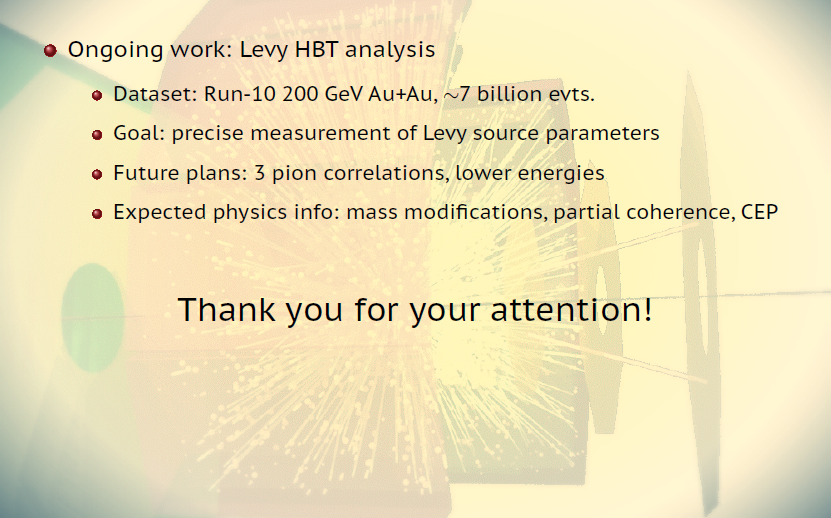 Ongoing work: Levy HBT analysis
Dataset: Run-10 200 GeV Au+Au, ~7 billion evts.
Goal: precise measurement of Levy source parameters
Future plans: 3 pion correlations, lower energies
Expected physics info: mass modifications, partial coherence, CEP
Thank you for your attention!